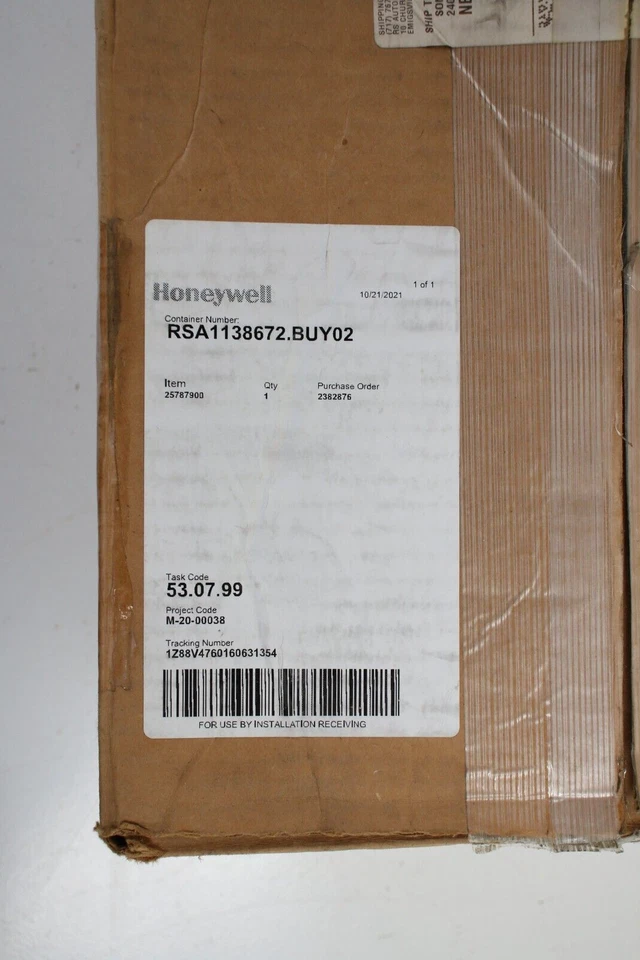 SHIP T
Honeywell
1 of 1
10/21/2021
Container Number:
RSA1138672.BUY02
Item Qty Purchase Order
25787900 1 2382876
Task Code
53.07.99
Project Code
M-20-00038
Tracking Number
1Z88V4760160631354
FOR USE BY INSTALLATION RECEIVING